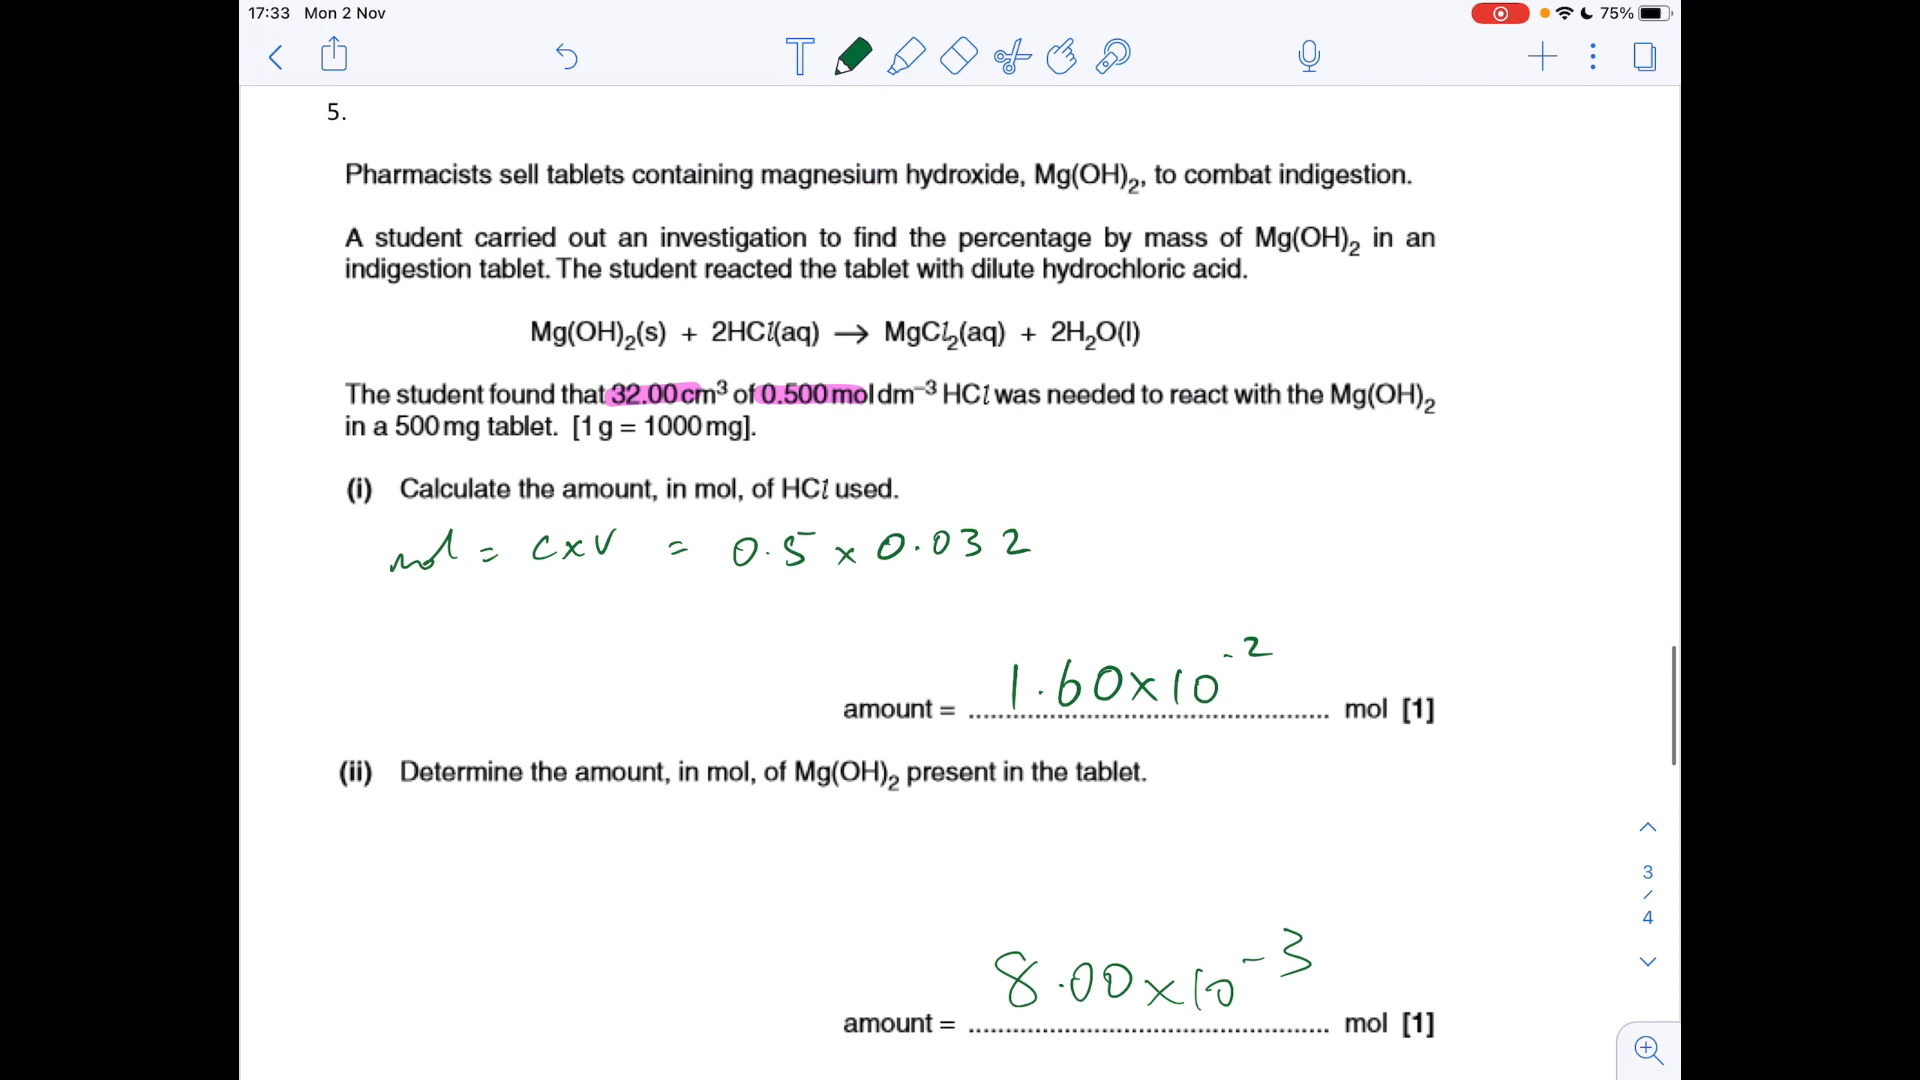 17:33 Mon 2 Nov 75%
5.
Pharmacists sell tablets containing magnesium hydroxide, Mg(OH)₂, to combat indigestion.
A student carried out an investigation to find the percentage by mass of Mg(OH)₂ in an
indigestion tablet. The student reacted the tablet with dilute hydrochloric acid.
Mg(OH)₂(s) + 2HCl(aq) → MgCl₂(aq) + 2H₂O(l)
The student found that 32.00 cm³ of 0.500 mol dm⁻³ HCl was needed to react with the Mg(OH)₂
in a 500 mg tablet. [1 g = 1000 mg].
(i) Calculate the amount, in mol, of HCl used.
mol = c×v = 0.5 × 0.032
1.60×10⁻²
amount = .................................................... mol [1]
(ii) Determine the amount, in mol, of Mg(OH)₂ present in the tablet.
3
/
4
8.00×10⁻³
amount = .................................................... mol [1]